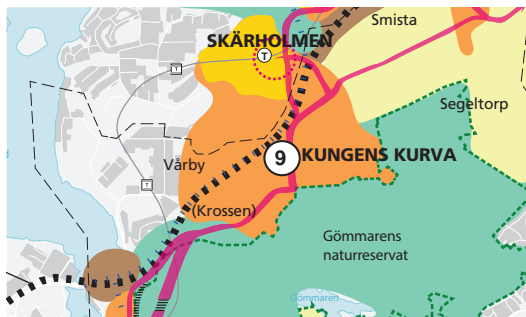 Smista
SKÄRHOLMEN
T
T
Segeltorp
Vårby
9 KUNGENS KURVA
T
(Krossen)
Gömmarens
naturreservat
Gömmaren